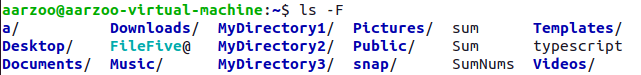 aarzoo@aarzoo-virtual-machine:~$ ls -F
a/ Downloads/ MyDirectory1/ Pictures/ sum Templates/
Desktop/ FileFive@ MyDirectory2/ Public/ Sum typescript
Documents/ Music/ MyDirectory3/ snap/ SumNums Videos/